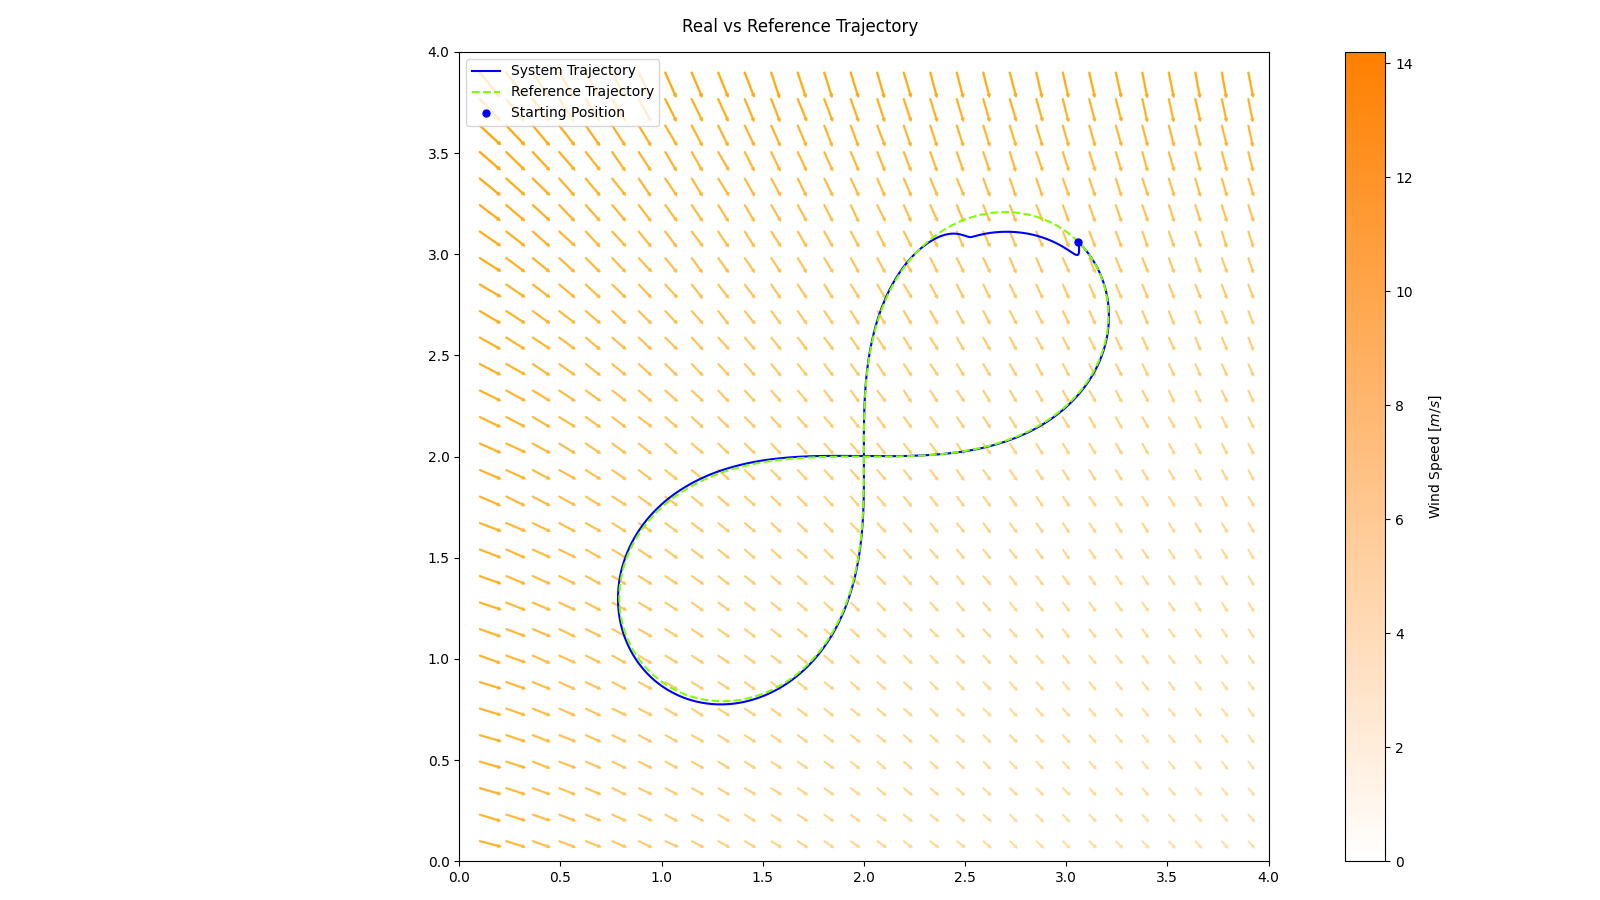 Real vs Reference Trajectory
System Trajectory
Reference Trajectory
Starting Position
4.0
3.5
3.0
2.5
2.0
1.5
1.0
0.5
0.0
0.0 0.5 1.0 1.5 2.0 2.5 3.0 3.5 4.0
14
12
10
8
6
4
2
0
Wind Speed [m/s]